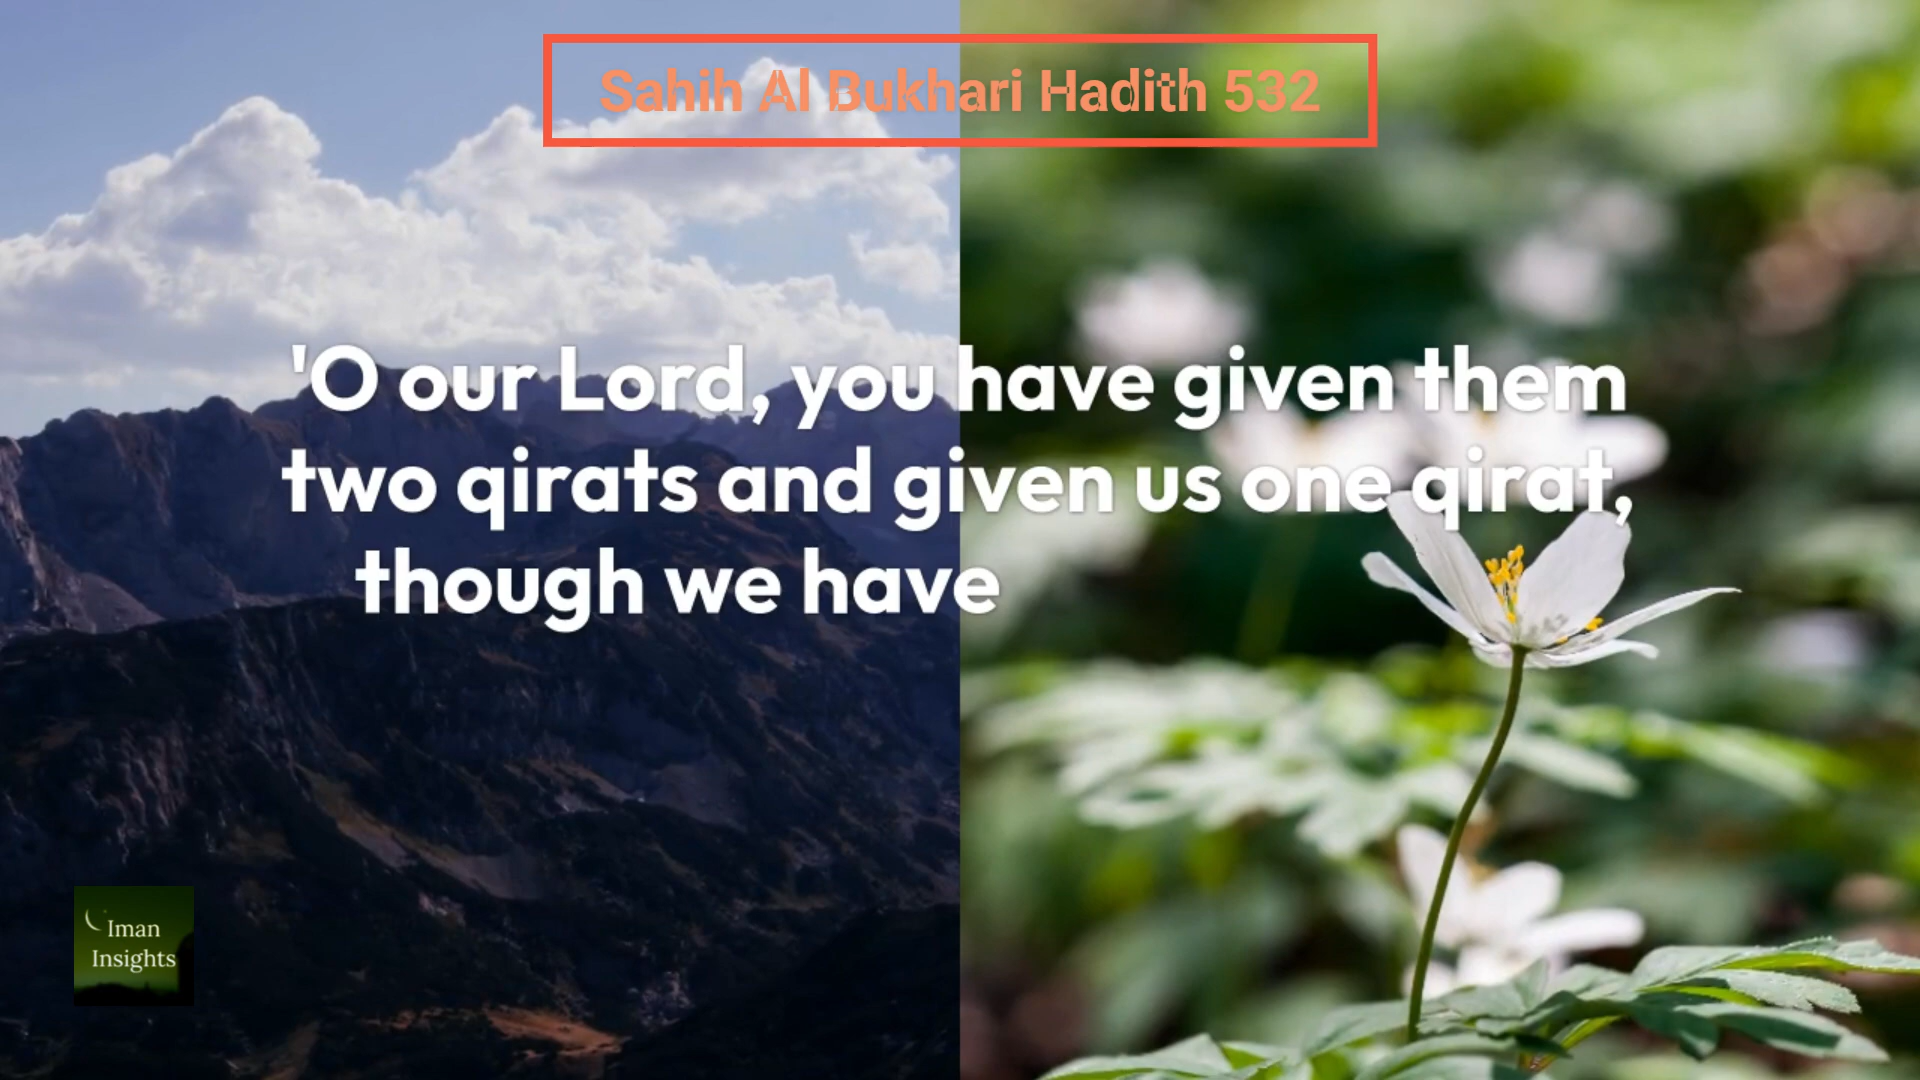 Sahih Al Bukhari Hadith 532
'O our Lord, you have given them
two qirats and given us one qirat,
though we have
Iman
Insights